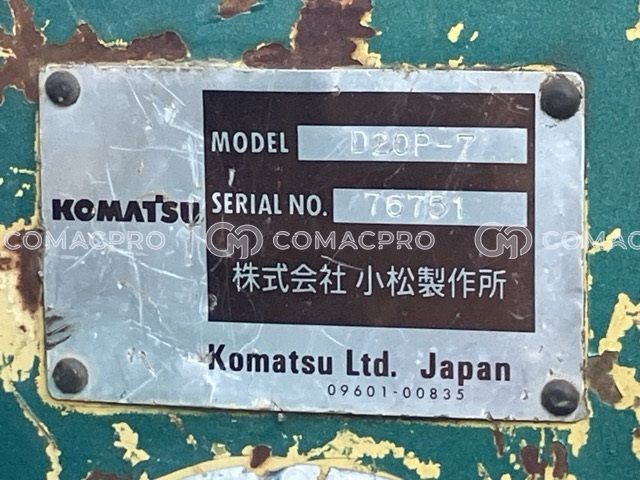 MODEL D20P-7
KOMATSU SERIAL NO. 76751
COMACPRO COMACPRO COMACPRO
株式会社 小松製作所
Komatsu Ltd. Japan
09601-00835